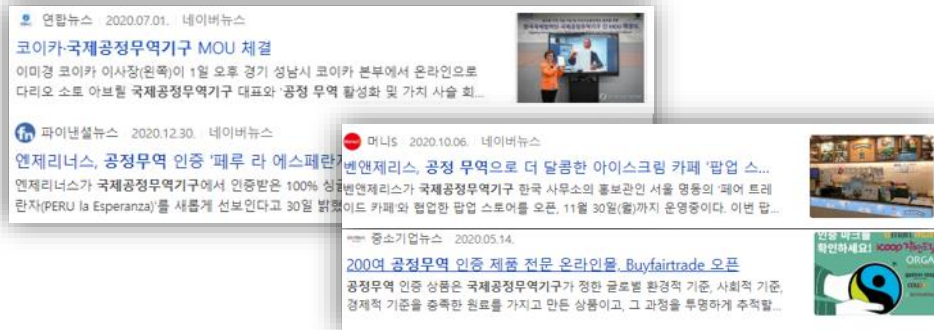 연합뉴스 2020.07.01. 네이버뉴스
코이카·국제공정무역기구 MOU 체결
이미경 코이카 이사장(왼쪽)이 1일 오후 경기 성남시 코이카 본부에서 온라인으로
다리오 소토 아브릴 국제공정무역기구 대표와 '공정 무역 활성화 및 가치 사슬 회...
fn 파이낸셜뉴스 2020.12.30. 네이버뉴스
엔제리너스, 공정무역 인증 '페루 라 에스페란
엔제리너스가 국제공정무역기구에서 인증받은 100% 싱
란자(PERU la Esperanza)'를 새롭게 선보인다고 30일 밝혔
머니S 2020.10.06. 네이버뉴스
벤앤제리스, 공정 무역으로 더 달콤한 아이스크림 카페 '팝업 스...
벤앤제리스가 국제공정무역기구 한국 사무소의 홍보관인 서울 명동의 '페어 트레
이드 카페'와 협업한 팝업 스토어를 오픈, 11월 30일(월)까지 운영중이다. 이번 팝...
중소기업뉴스 2020.05.14.
200여 공정무역 인증 제품 전문 온라인몰, Buyfairtrade 오픈
공정무역 인증 상품은 국제공정무역기구가 정한 글로벌 환경적 기준, 사회적 기준,
경제적 기준을 충족한 원료를 가지고 만든 상품이고, 그 과정을 투명하게 추적할...
인증 마크를
확인하세요!
ORGA